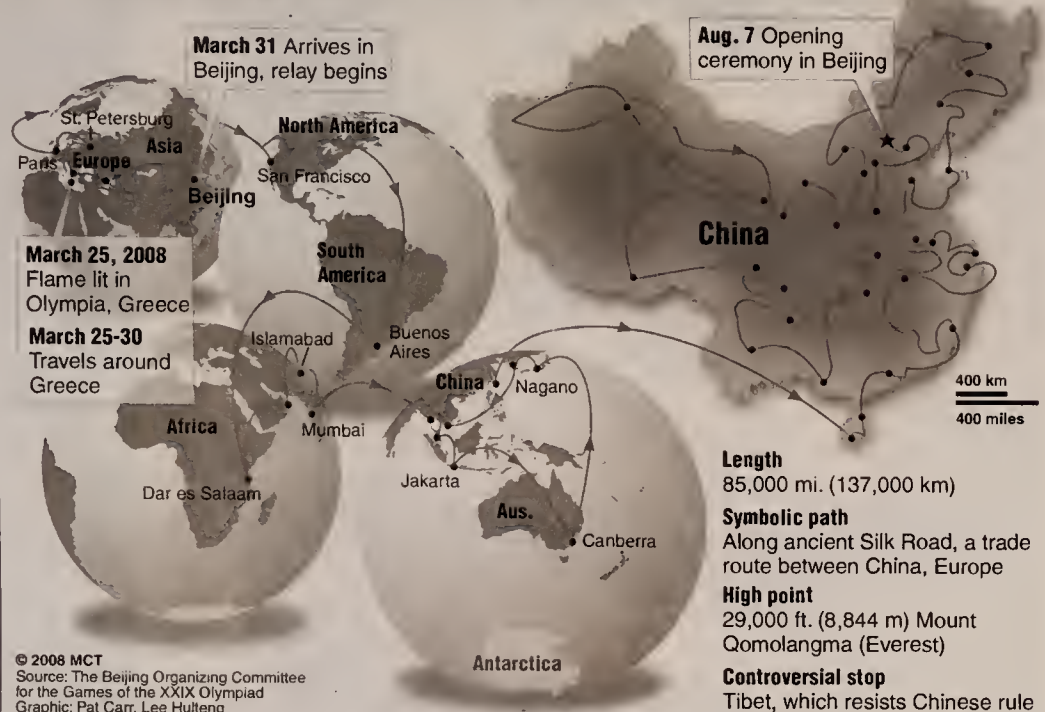 March 31 Arrives in
Beijing, relay begins
Aug. 7 Opening
ceremony in Beijing
St. Petersburg
Asia
Paris
Europe
Beijing
North America
San Francisco
South
America
Buenos
Aires
March 25, 2008
Flame lit in
Olympia, Greece
March 25-30
Travels around
Greece
Islamabad
Africa
Mumbai
Dar es Salaam
China
Nagano
Jakarta
Aus.
Canberra
Antarctica
China
400 km
400 miles
Length
85,000 mi. (137,000 km)
Symbolic path
Along ancient Silk Road, a trade
route between China, Europe
High point
29,000 ft. (8,844 m) Mount
Qomolangma (Everest)
Controversial stop
Tibet, which resists Chinese rule
© 2008 MCT
Source: The Beijing Organizing Committee
for the Games of the XXIX Olympiad
Graphic: Pat Carr, Lee Hulteng